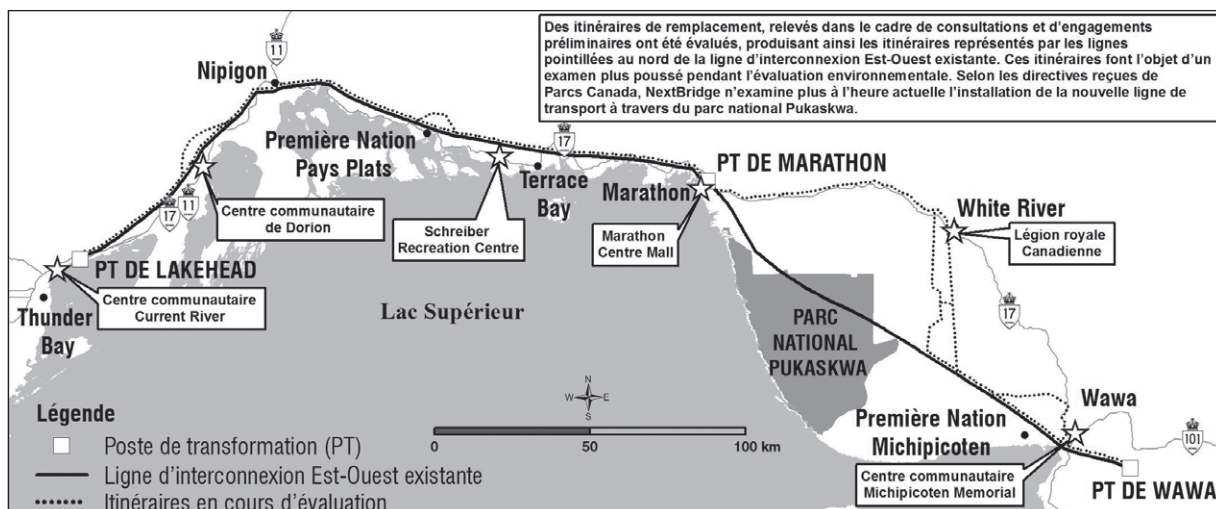 Des itinéraires de remplacement, relevés dans le cadre de consultations et d'engagements
préliminaires ont été évalués, produisant ainsi les itinéraires représentés par les lignes
pointillées au nord de la ligne d'interconnexion Est-Ouest existante. Ces itinéraires font l'objet d'un
examen plus poussé pendant l'évaluation environnementale. Selon les directives reçues de
Parcs Canada, NextBridge n'examine plus à l'heure actuelle l'installation de la nouvelle ligne de
transport à travers du parc national Pukaskwa.
11
Nipigon
Première Nation
Pays Plats
17
Terrace
Bay
PT DE MARATHON
Marathon
Marathon
Centre Mall
White River
Légion royale
Canadienne
17
11
Centre communautaire
de Dorion
Schreiber
Recreation Centre
PT DE LAKEHEAD
Centre communautaire
Current River
Thunder
Bay
Lac Supérieur
PARC
NATIONAL
PUKASKWA
17
N
W
E
S
0
50
100 km
Wawa
Première Nation
Michipicoten
101
Centre communautaire
Michipicoten Memorial
PT DE WAWA
Légende
Poste de transformation (PT)
Ligne d'interconnexion Est-Ouest existante
Itinéraires en cours d'évaluation